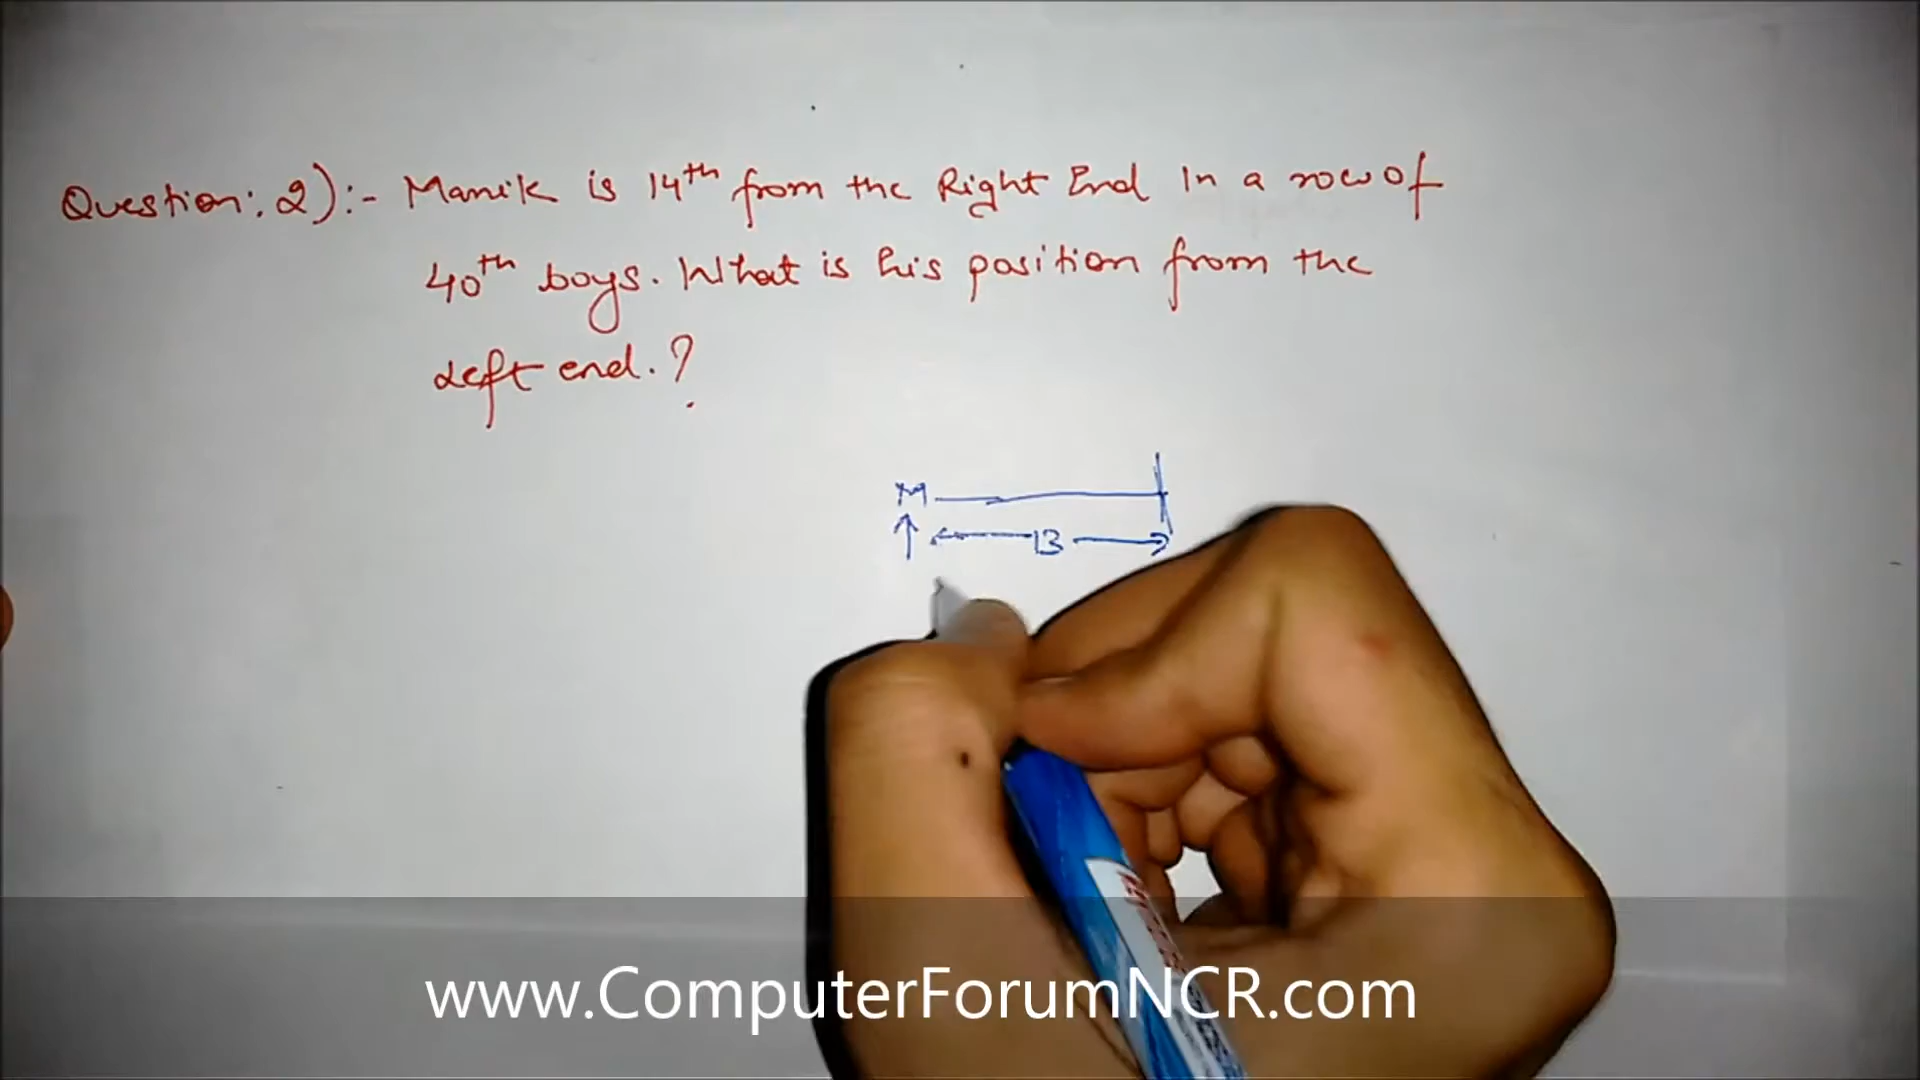 Question:, 2):- Manik is 14th from the Right End In a row of
40th boys. What is his position from the
Left end. ?
M
13
www.ComputerForumNCR.com